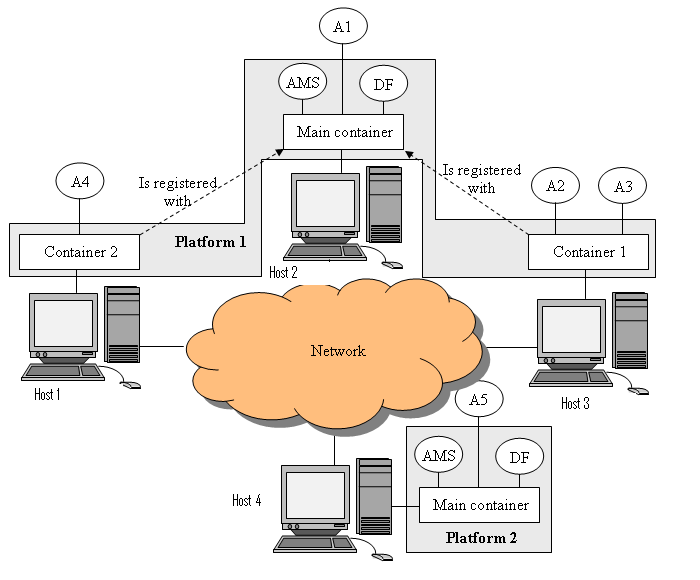 A1
AMS
DF
Main container
Is registered
with
Is registered
with
A4
A2
A3
Container 2
Platform 1
Container 1
Host 2
Network
Host 1
Host 3
A5
AMS
DF
Host 4
Main container
Platform 2